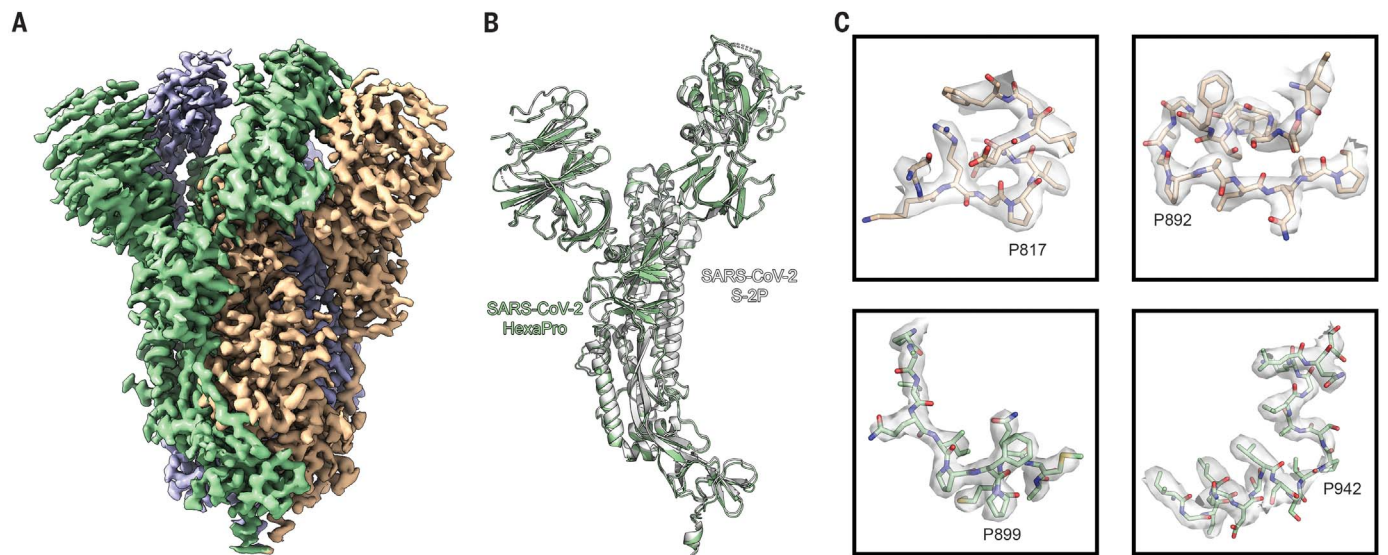 A
B
C
SARS-CoV-2
S-2P
SARS-CoV-2
HexaPro
P817
P892
P899
P942